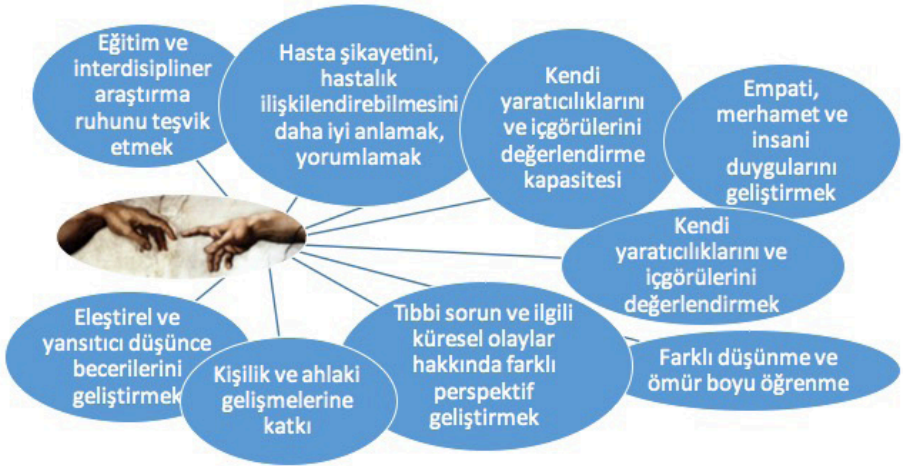 Eğitim ve
interdisipliner
araştırma
ruhunu teşvik
etmek
Hasta şikayetini,
hastalık
ilişkilendirebilmesini
daha iyi anlamak,
yorumlamak
Kendi
yaratıcılıklarını
ve içgörülerini
değerlendirme
kapasitesi
Empati,
merhamet ve
insani
duygularını
geliştirmek
Kendi
yaratıcılıklarını ve
içgörülerini
değerlendirmek
Farklı düşünme ve
ömür boyu öğrenme
Tıbbi sorun ve ilgili
küresel olaylar
hakkında farklı
perspektif
geliştirmek
Kişilik ve ahlaki
gelişmelerine
katkı
Eleştirel ve
yansıtıcı düşünce
becerilerini
geliştirmek